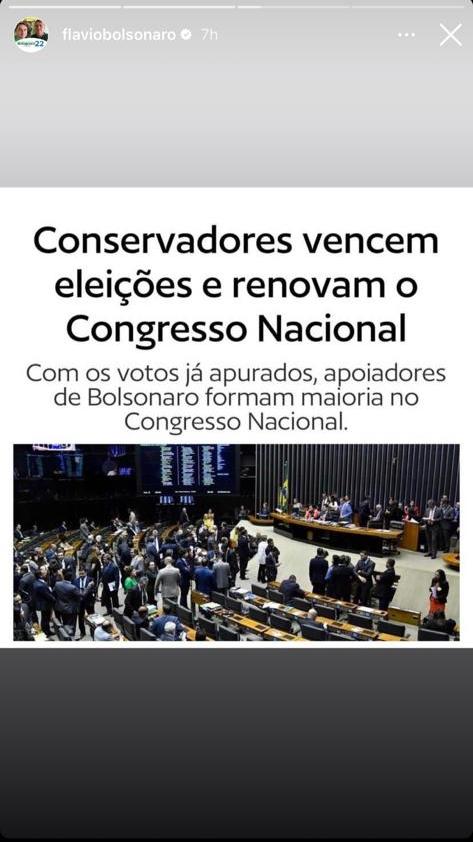 flaviobolsonaro 7h
Conservadores vencem
eleições e renovam o
Congresso Nacional
Com os votos já apurados, apoiadores
de Bolsonaro formam maioria no
Congresso Nacional.